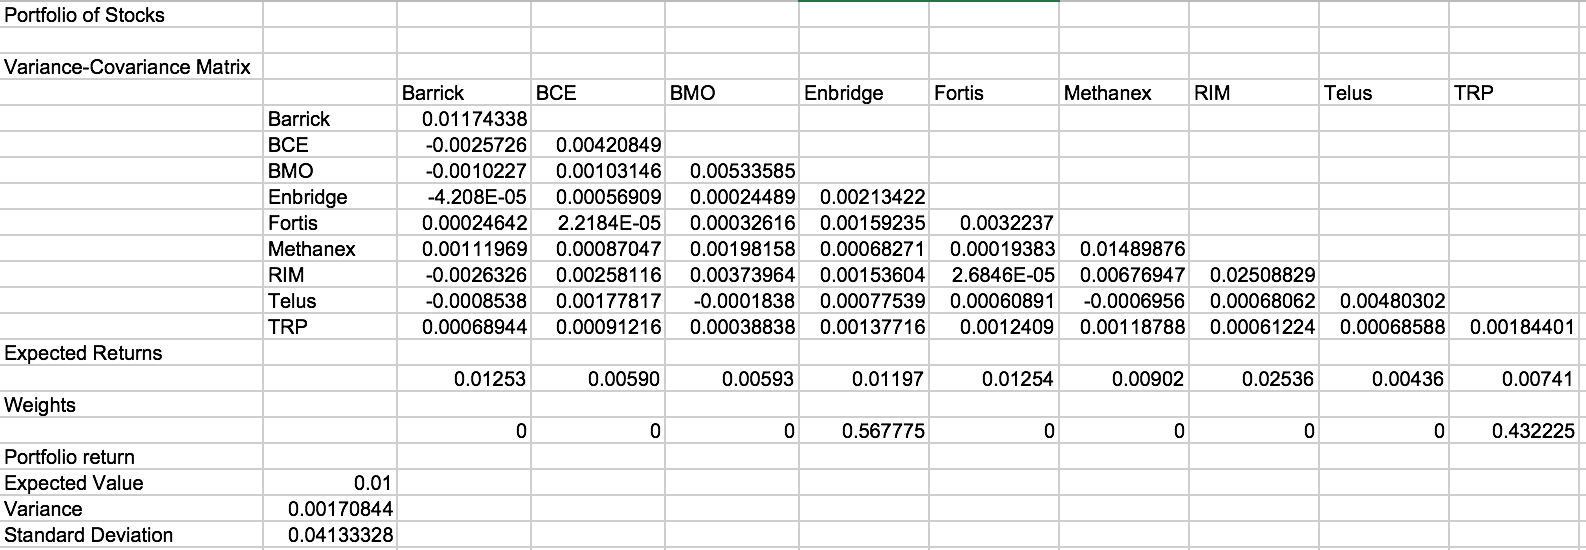 Portfolio of Stocks
Variance-Covariance Matrix
Barrick BCE BMO Enbridge Fortis Methanex RIM Telus TRP
Barrick 0.01174338
BCE -0.0025726 0.00420849
BMO -0.0010227 0.00103146 0.00533585
Enbridge -4.208E-05 0.00056909 0.00024489 0.00213422
Fortis 0.00024642 2.2184E-05 0.00032616 0.00159235 0.0032237
Methanex 0.00111969 0.00087047 0.00198158 0.00068271 0.00019383 0.01489876
RIM -0.0026326 0.00258116 0.00373964 0.00153604 2.6846E-05 0.00676947 0.02508829
Telus -0.0008538 0.00177817 -0.0001838 0.00077539 0.00060891 -0.0006956 0.00068062 0.00480302
TRP 0.00068944 0.00091216 0.00038838 0.00137716 0.0012409 0.00118788 0.00061224 0.00068588 0.00184401
Expected Returns
0.01253 0.00590 0.00593 0.01197 0.01254 0.00902 0.02536 0.00436 0.00741
Weights
0 0 0 0.567775 0 0 0 0 0.432225
Portfolio return
Expected Value 0.01
Variance 0.00170844
Standard Deviation 0.04133328